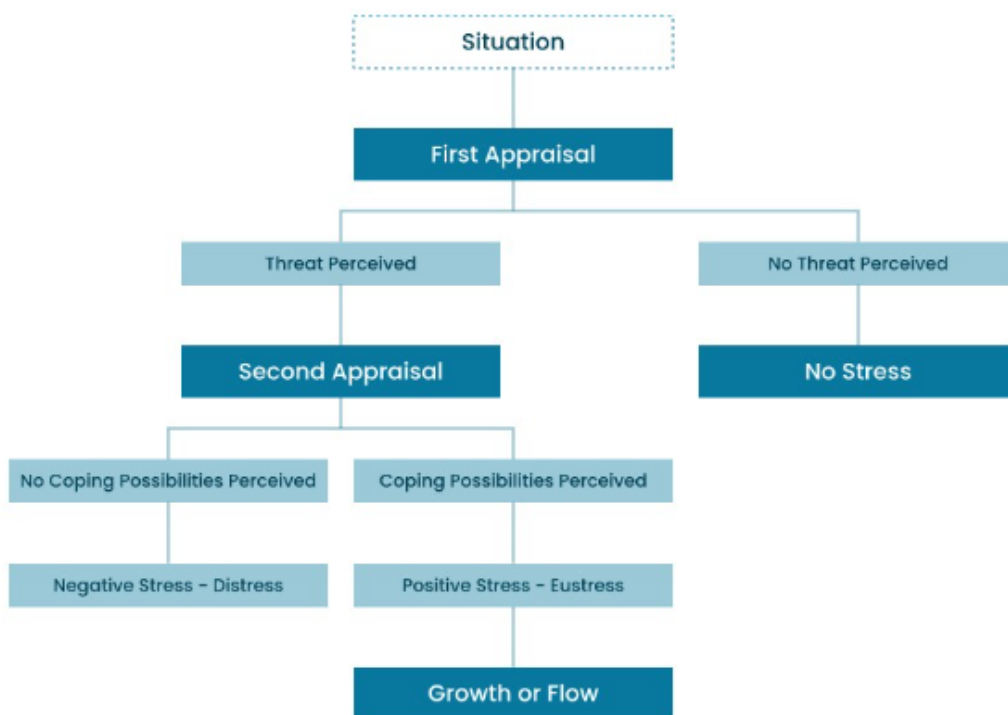 Situation
First Appraisal
Threat Perceived
No Threat Perceived
Second Appraisal
No Stress
No Coping Possibilities Perceived
Coping Possibilities Perceived
Negative Stress - Distress
Positive Stress - Eustress
Growth or Flow